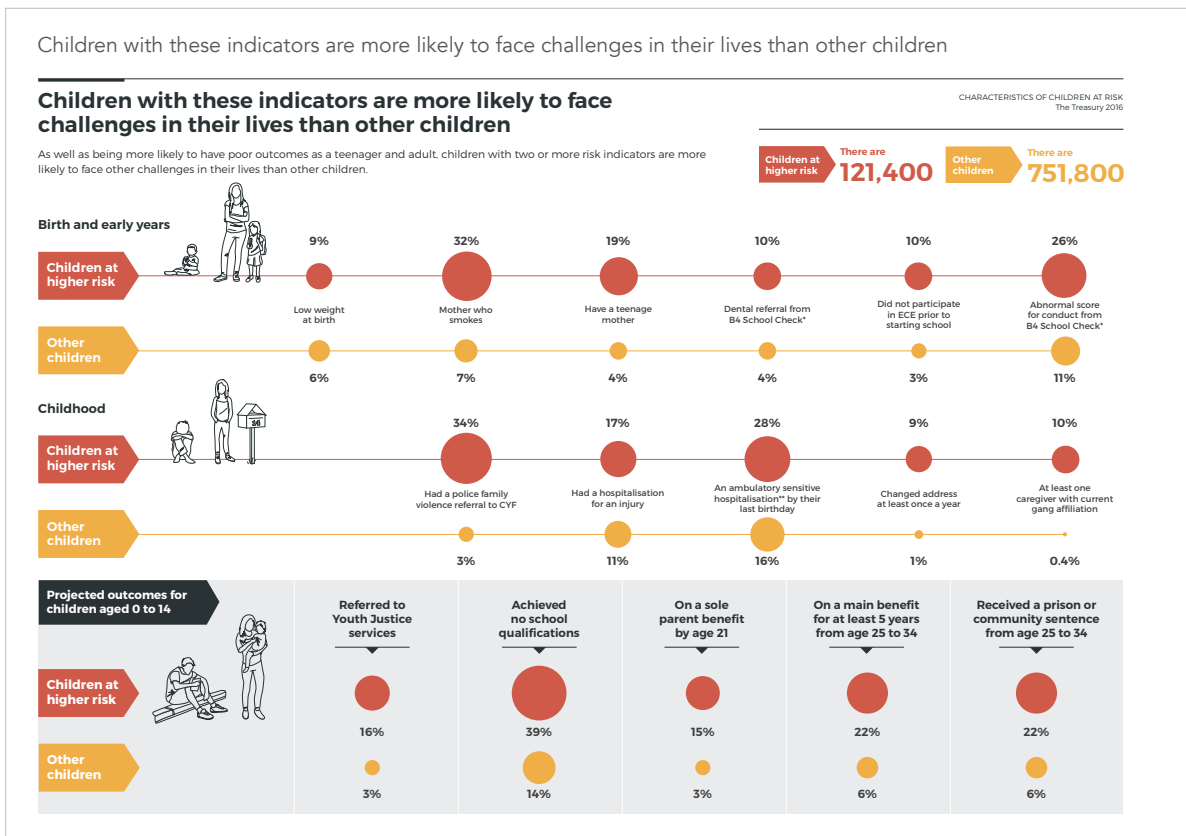 Children with these indicators are more likely to face challenges in their lives than other children
Children with these indicators are more likely to face
challenges in their lives than other children
CHARACTERISTICS OF CHILDREN AT RISK
The Treasury 2016
As well as being more likely to have poor outcomes as a teenager and adult, children with two or more risk indicators are more
likely to face other challenges in their lives than other children.
Children at
higher risk
There are
121,400
Other
children
There are
751,800
Birth and early years
Children at
higher risk
9%
32%
19%
10%
10%
26%
Low weight
at birth
Mother who
smokes
Have a teenage
mother
Dental referral from
B4 School Check*
Did not participate
in ECE prior to
starting school
Abnormal score
for conduct from
B4 School Check*
Other
children
6%
7%
4%
4%
3%
11%
Childhood
16
Children at
higher risk
34%
17%
28%
9%
10%
Had a police family
violence referral to CYF
Had a hospitalisation
for an injury
An ambulatory sensitive
hospitalisation** by their
last birthday
Changed address
at least once a year
At least one
caregiver with current
gang affiliation
Other
children
3%
11%
16%
1%
0.4%
Projected outcomes for
children aged 0 to 14
Referred to
Youth Justice
services
Achieved
no school
qualifications
On a sole
parent benefit
by age 21
On a main benefit
for at least 5 years
from age 25 to 34
Received a prison or
community sentence
from age 25 to 34
Children at
higher risk
16%
39%
15%
22%
22%
Other
children
3%
14%
3%
6%
6%